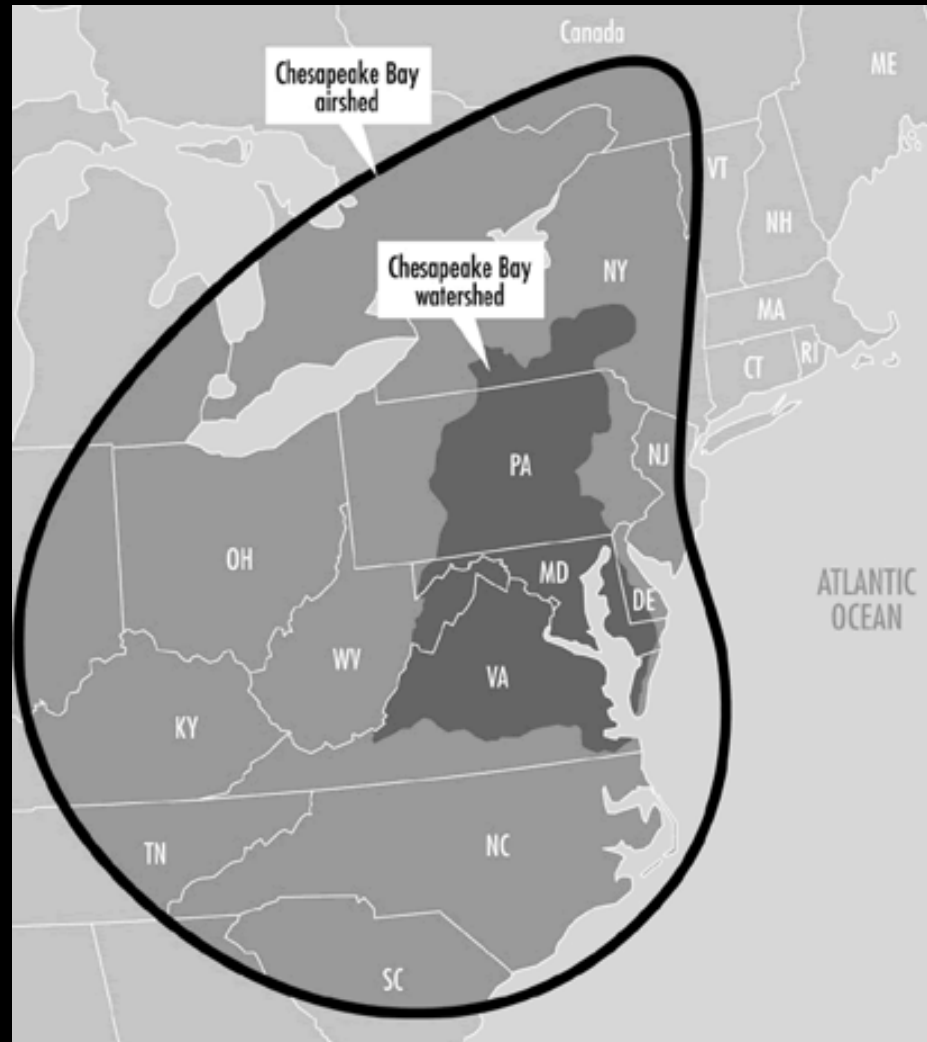 Canada
ME
Chesapeake Bay
airshed
VT
NH
Chesapeake Bay
watershed
NY
MA
CT
RI
NJ
PA
OH
MD
DE
ATLANTIC
OCEAN
WV
VA
KY
TN
NC
SC